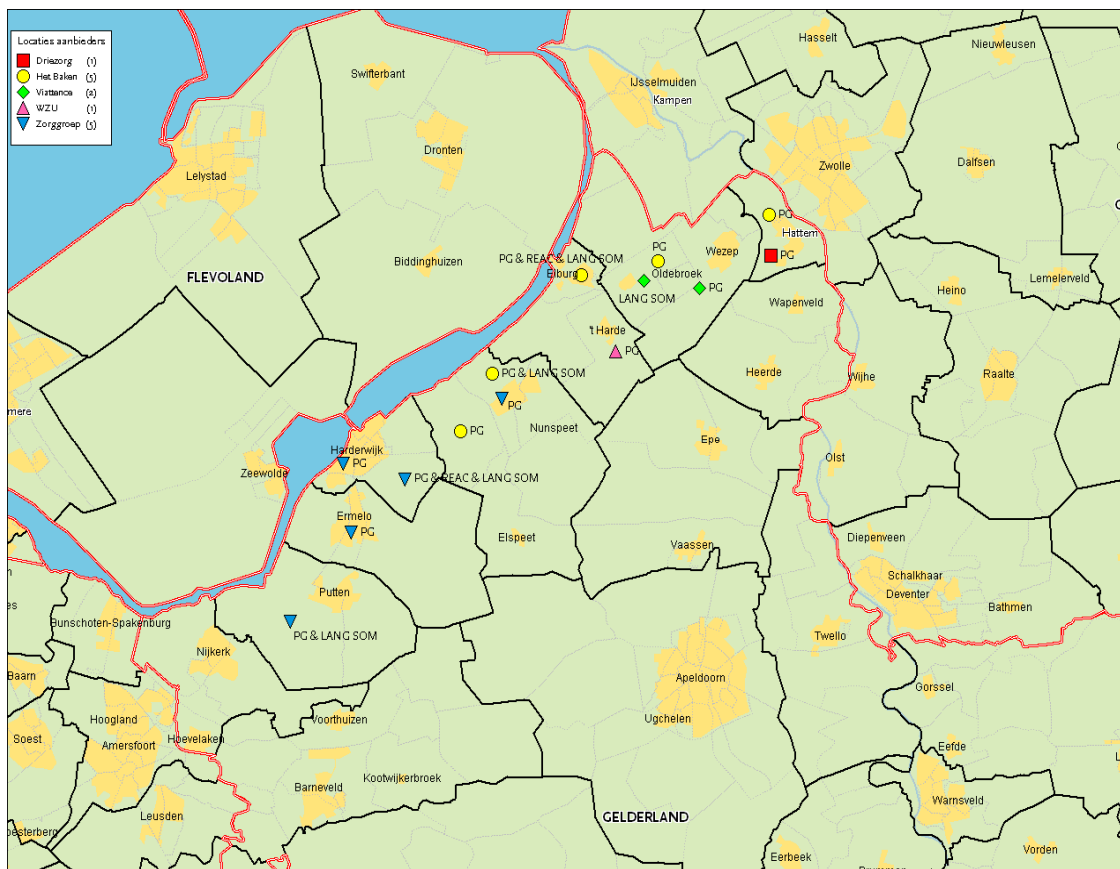 Locaties aanbieders
Driezorg (1)
Het Baken (5)
Viattence (2)
WZU (1)
Zorggroep (5)
Hasselt
Nieuwleusen
Swifterbant
IJsselmuiden
Kampen
Dronten
Zwolle
Dalfsen
Lelystad
PG
Hattem
PG
Wezep
PG
PG & REAC & LANG SOM
Elburg
Oldebroek
Biddinghuizen
FLEVOLAND
Lemelerveld
Heino
LANG SOM
PG
Wapenveld
't Harde
PG
Heerde
Wijhe
Raalte
PG & LANG SOM
PG
Nunspeet
PG
Epe
Harderwijk
PG
Olst
mere
Zeewolde
PG & REAC & LANG SOM
Ermelo
PG
Elspeet
Vaassen
Diepenveen
Schalkhaar
Deventer
Bathmen
Putten
Bunschoten-Spakenburg
PG & LANG SOM
Twello
Nijkerk
Baarn
Apeldoorn
Gorssel
Hoogland
Voorthuizen
Ugchelen
Soest
Amersfoort
Hoevelaken
Eefde
Kootwijkerbroek
Barneveld
Warnsveld
Leusden
GELDERLAND
oesterberg
Eerbeek
Vorden